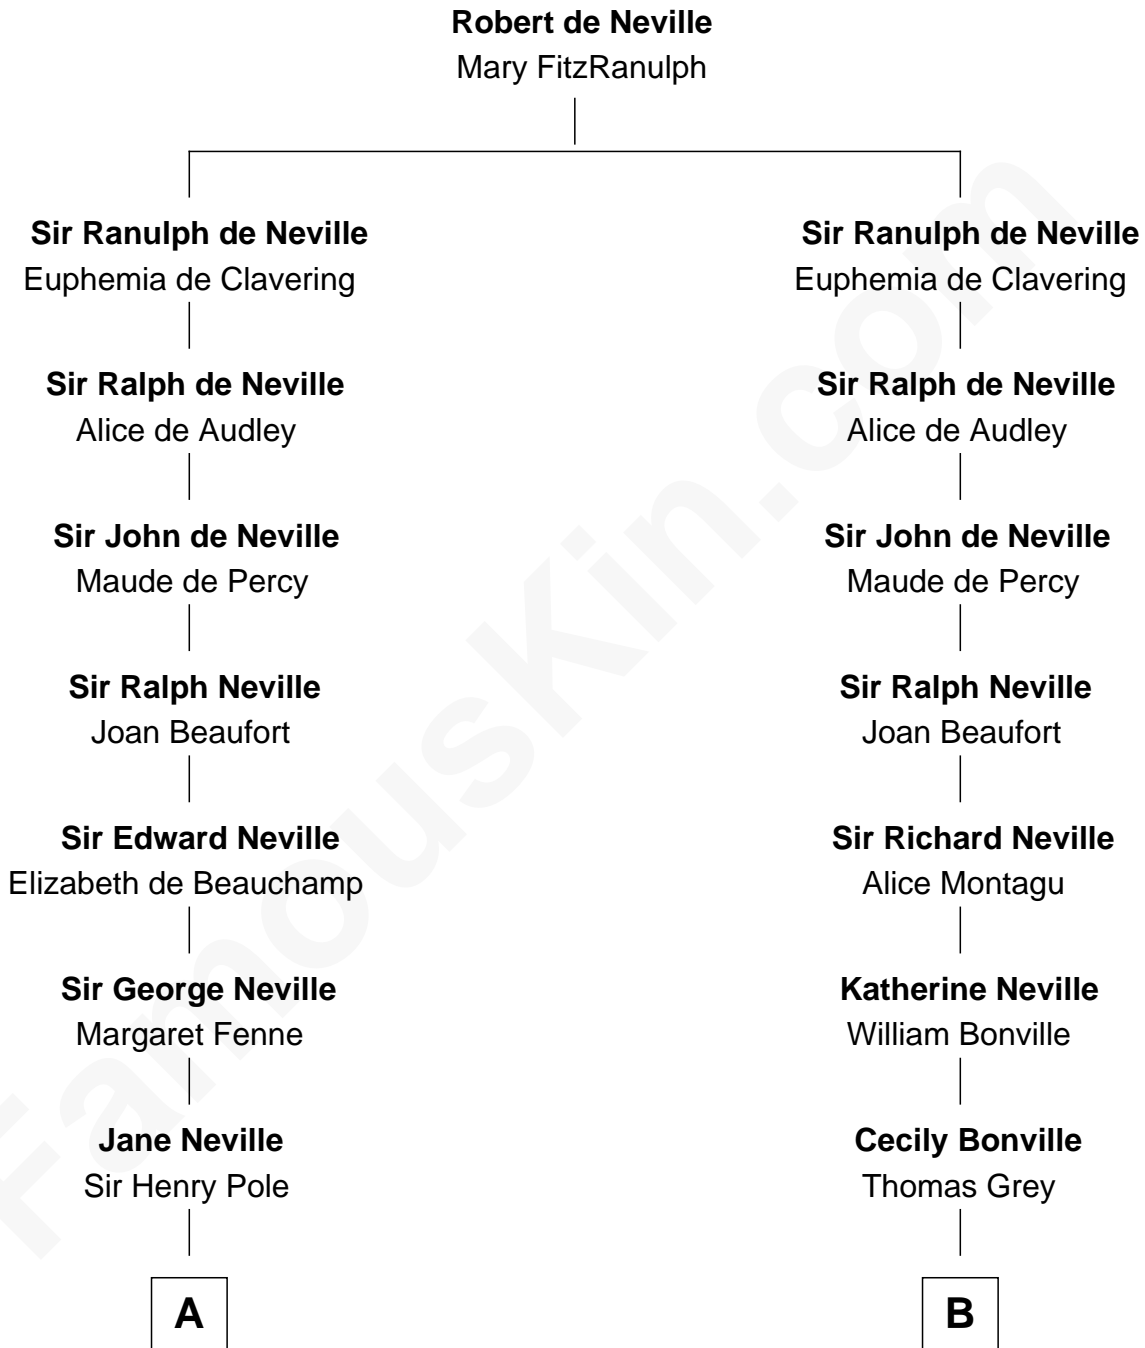 Robert de Neville
Mary FitzRanulph
Sir Ranulph de Neville
Euphemia de Clavering
Sir Ralph de Neville
Alice de Audley
Sir John de Neville
Maude de Percy
Sir Ralph Neville
Joan Beaufort
Sir Edward Neville
Elizabeth de Beauchamp
Sir George Neville
Margaret Fenne
Jane Neville
Sir Henry Pole
A
Sir Ranulph de Neville
Euphemia de Clavering
Sir Ralph de Neville
Alice de Audley
Sir John de Neville
Maude de Percy
Sir Ralph Neville
Joan Beaufort
Sir Richard Neville
Alice Montagu
Katherine Neville
William Bonville
Cecily Bonville
Thomas Grey
B
FamousKin.com